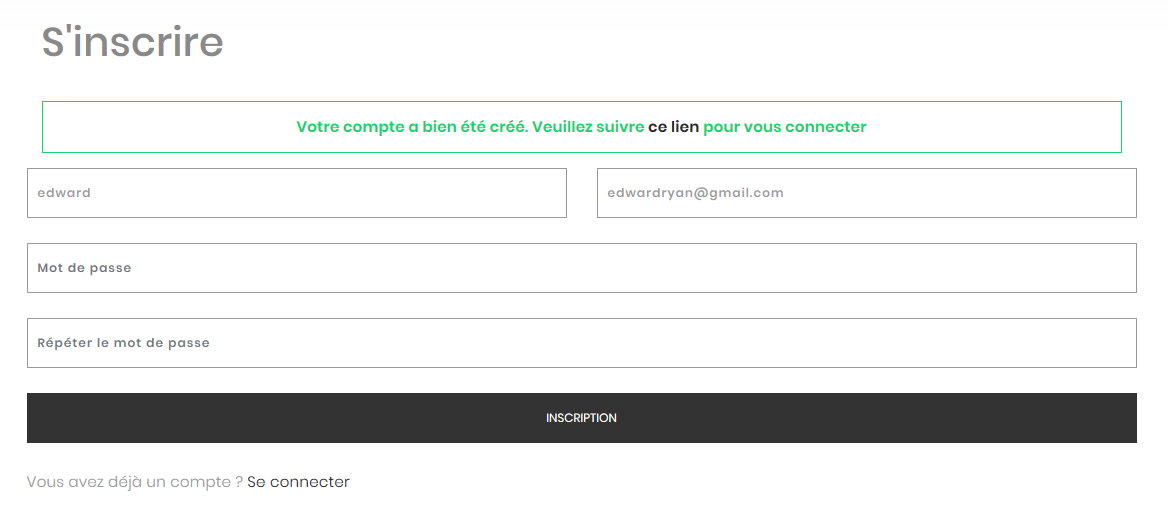 S'inscrire
Votre compte a bien été créé. Veuillez suivre ce lien pour vous connecter
edward
edwardryan@gmail.com
Mot de passe
Répéter le mot de passe
INSCRIPTION
Vous avez déjà un compte ? Se connecter